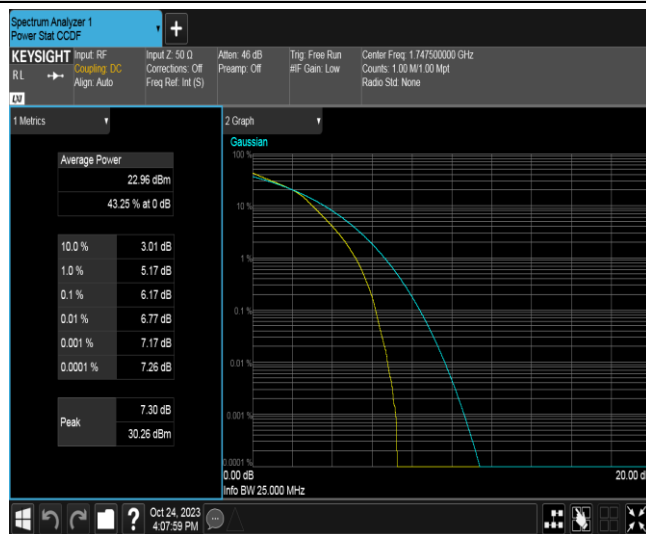 Spectrum Analyzer 1
Power Stat CCDF
+
KEYSIGHT
RL
Input: RF
Coupling: DC
Align: Auto
Input Z: 50 Ω
Corrections: Off
Freq Ref: Int (S)
Atten: 46 dB
Preamp: Off
Trig: Free Run
#IF Gain: Low
Center Freq: 1.747500000 GHz
Counts: 1.00 M/1.00 Mpt
Radio Std: None
LXI
1 Metrics
Average Power
22.96 dBm
43.25 % at 0 dB
10.0 % 3.01 dB
1.0 % 5.17 dB
0.1 % 6.17 dB
0.01 % 6.77 dB
0.001 % 7.17 dB
0.0001 % 7.26 dB
Peak
7.30 dB
30.26 dBm
2 Graph
Gaussian
100 %
10 %
1 %
0.1 %
0.01 %
0.001 %
0.0001 %
0.00 dB
20.00 d
Info BW 25.000 MHz
?
Oct 24, 2023
4:07:59 PM